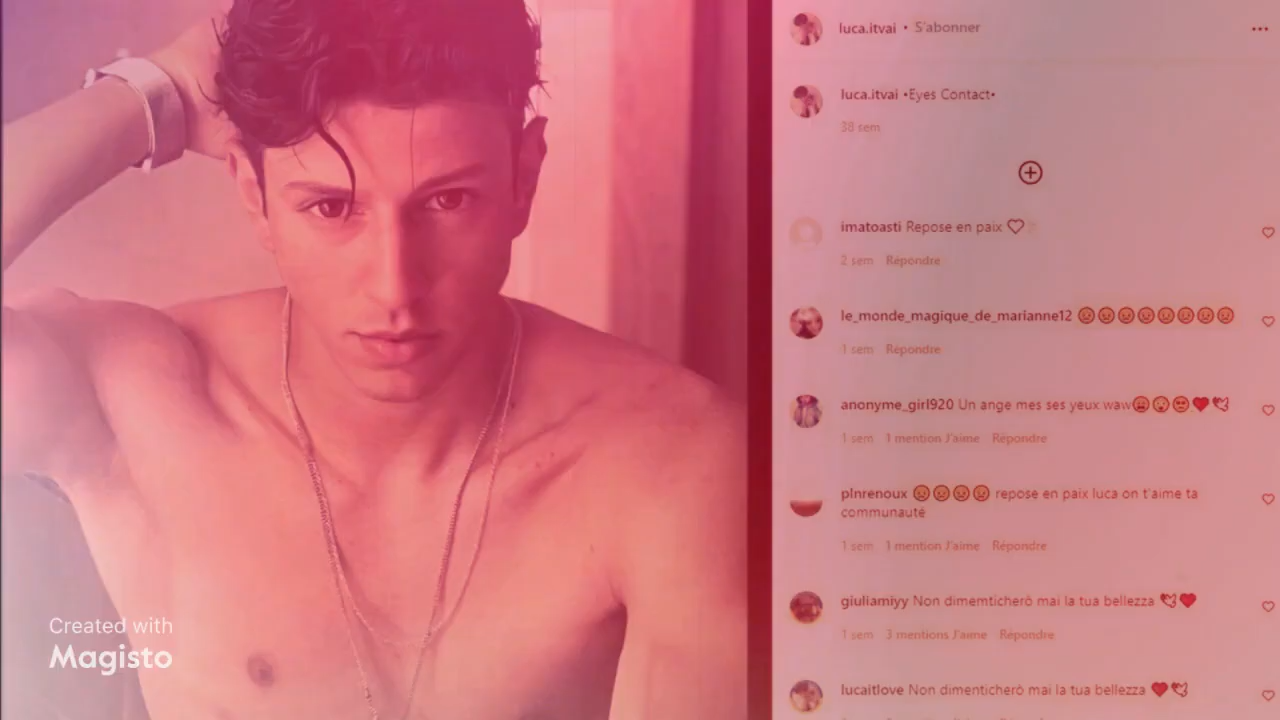 luca.itvai • S'abonner
luca.itvai •Eyes Contact•
38 sem
imatoasti Repose en paix
2 sem Répondre
le_monde_magique_de_marianne12
1 sem Répondre
anonyme_girl920 Un ange mes ses yeux waw
1 sem 1 mention J'aime Répondre
plnrenoux repose en paix luca on t'aime ta
communauté
1 sem 1 mention J'aime Répondre
giuliamiyy Non dimemticherò mai la tua bellezza
1 sem 3 mentions J'aime Répondre
lucaitlove Non dimenticherò mai la tua bellezza
Created with
Magisto